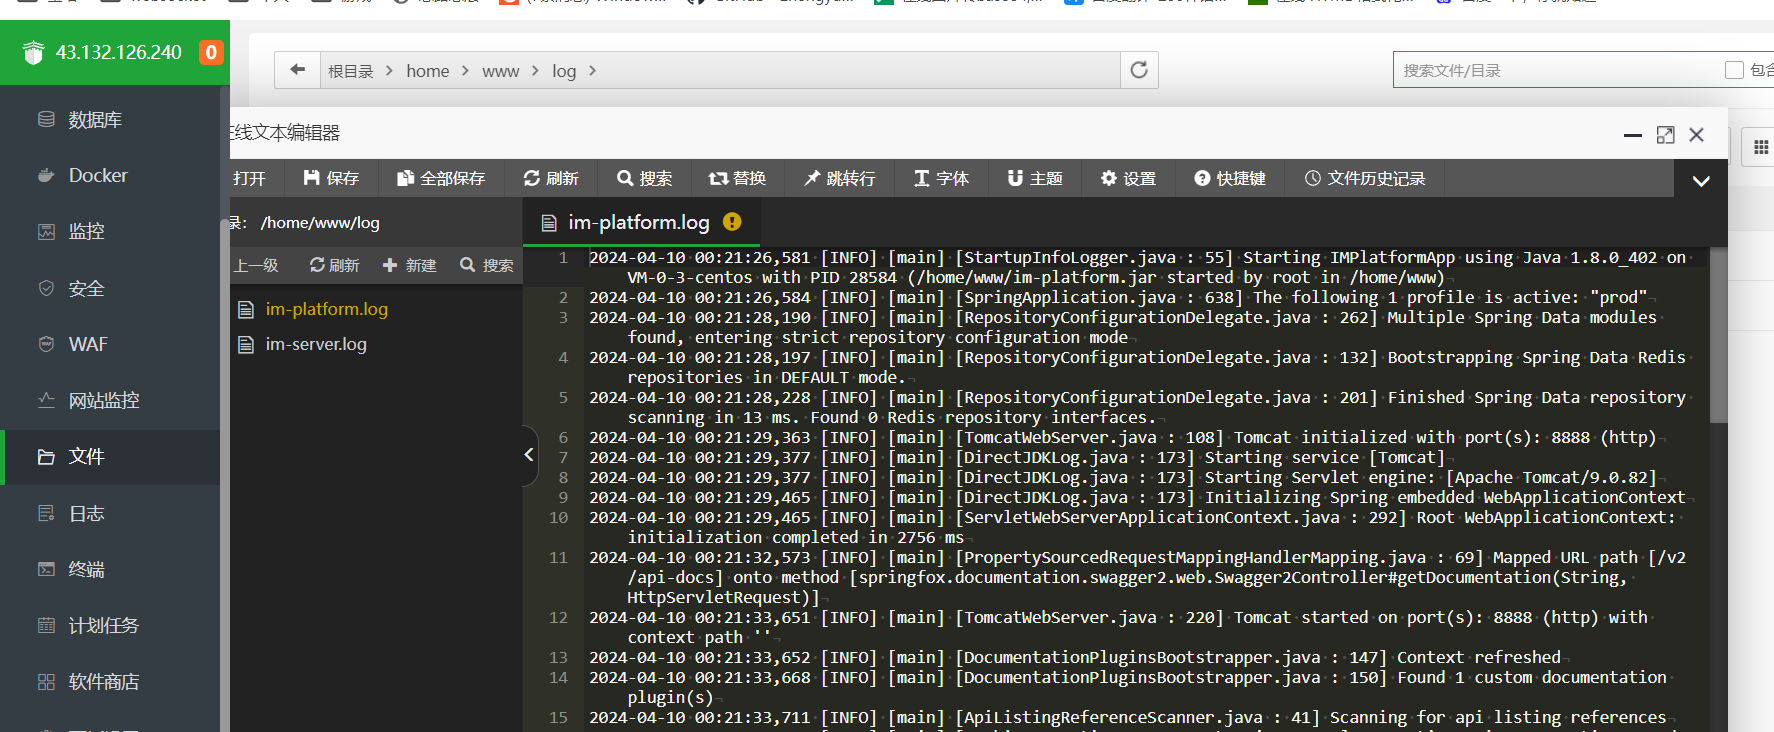 43.132.126.240 0
根目录 home www log
搜索文件/目录
包含
数据库
Docker
监控
安全
WAF
网站监控
文件
日志
终端
计划任务
软件商店
在线文本编辑器
打开 保存 全部保存 刷新 搜索 替换 跳转行 字体 主题 设置 快捷键 文件历史记录
录: /home/www/log
上一级 刷新 新建 搜索
im-platform.log
im-server.log
im-platform.log
1 2024-04-10 00:21:26,581 [INFO] [main] [StartupInfoLogger.java : 55] Starting IMPlatformApp using Java 1.8.0_402 on
VM-0-3-centos with PID 28584 (/home/www/im-platform.jar started by root in /home/www)
2 2024-04-10 00:21:26,584 [INFO] [main] [SpringApplication.java : 638] The following 1 profile is active: "prod"
3 2024-04-10 00:21:28,190 [INFO] [main] [RepositoryConfigurationDelegate.java : 262] Multiple Spring Data modules
found, entering strict repository configuration mode
4 2024-04-10 00:21:28,197 [INFO] [main] [RepositoryConfigurationDelegate.java : 132] Bootstrapping Spring Data Redis
repositories in DEFAULT mode.
5 2024-04-10 00:21:28,228 [INFO] [main] [RepositoryConfigurationDelegate.java : 201] Finished Spring Data repository
scanning in 13 ms. Found 0 Redis repository interfaces.
6 2024-04-10 00:21:29,363 [INFO] [main] [TomcatWebServer.java : 108] Tomcat initialized with port(s): 8888 (http)
7 2024-04-10 00:21:29,377 [INFO] [main] [DirectJDKLog.java : 173] Starting service [Tomcat]
8 2024-04-10 00:21:29,377 [INFO] [main] [DirectJDKLog.java : 173] Starting Servlet engine: [Apache Tomcat/9.0.82]
9 2024-04-10 00:21:29,465 [INFO] [main] [DirectJDKLog.java : 173] Initializing Spring embedded WebApplicationContext
10 2024-04-10 00:21:29,465 [INFO] [main] [ServletWebServerApplicationContext.java : 292] Root WebApplicationContext:
initialization completed in 2756 ms
11 2024-04-10 00:21:32,573 [INFO] [main] [PropertySourcedRequestMappingHandlerMapping.java : 69] Mapped URL path [/v2
/api-docs] onto method [springfox.documentation.swagger2.web.Swagger2Controller#getDocumentation(String,
HttpServletRequest)]
12 2024-04-10 00:21:33,651 [INFO] [main] [TomcatWebServer.java : 220] Tomcat started on port(s): 8888 (http) with
context path ''
13 2024-04-10 00:21:33,652 [INFO] [main] [DocumentationPluginsBootstrapper.java : 147] Context refreshed
14 2024-04-10 00:21:33,668 [INFO] [main] [DocumentationPluginsBootstrapper.java : 150] Found 1 custom documentation
plugin(s)
15 2024-04-10 00:21:33,711 [INFO] [main] [ApiListingReferenceScanner.java : 41] Scanning for api listing references